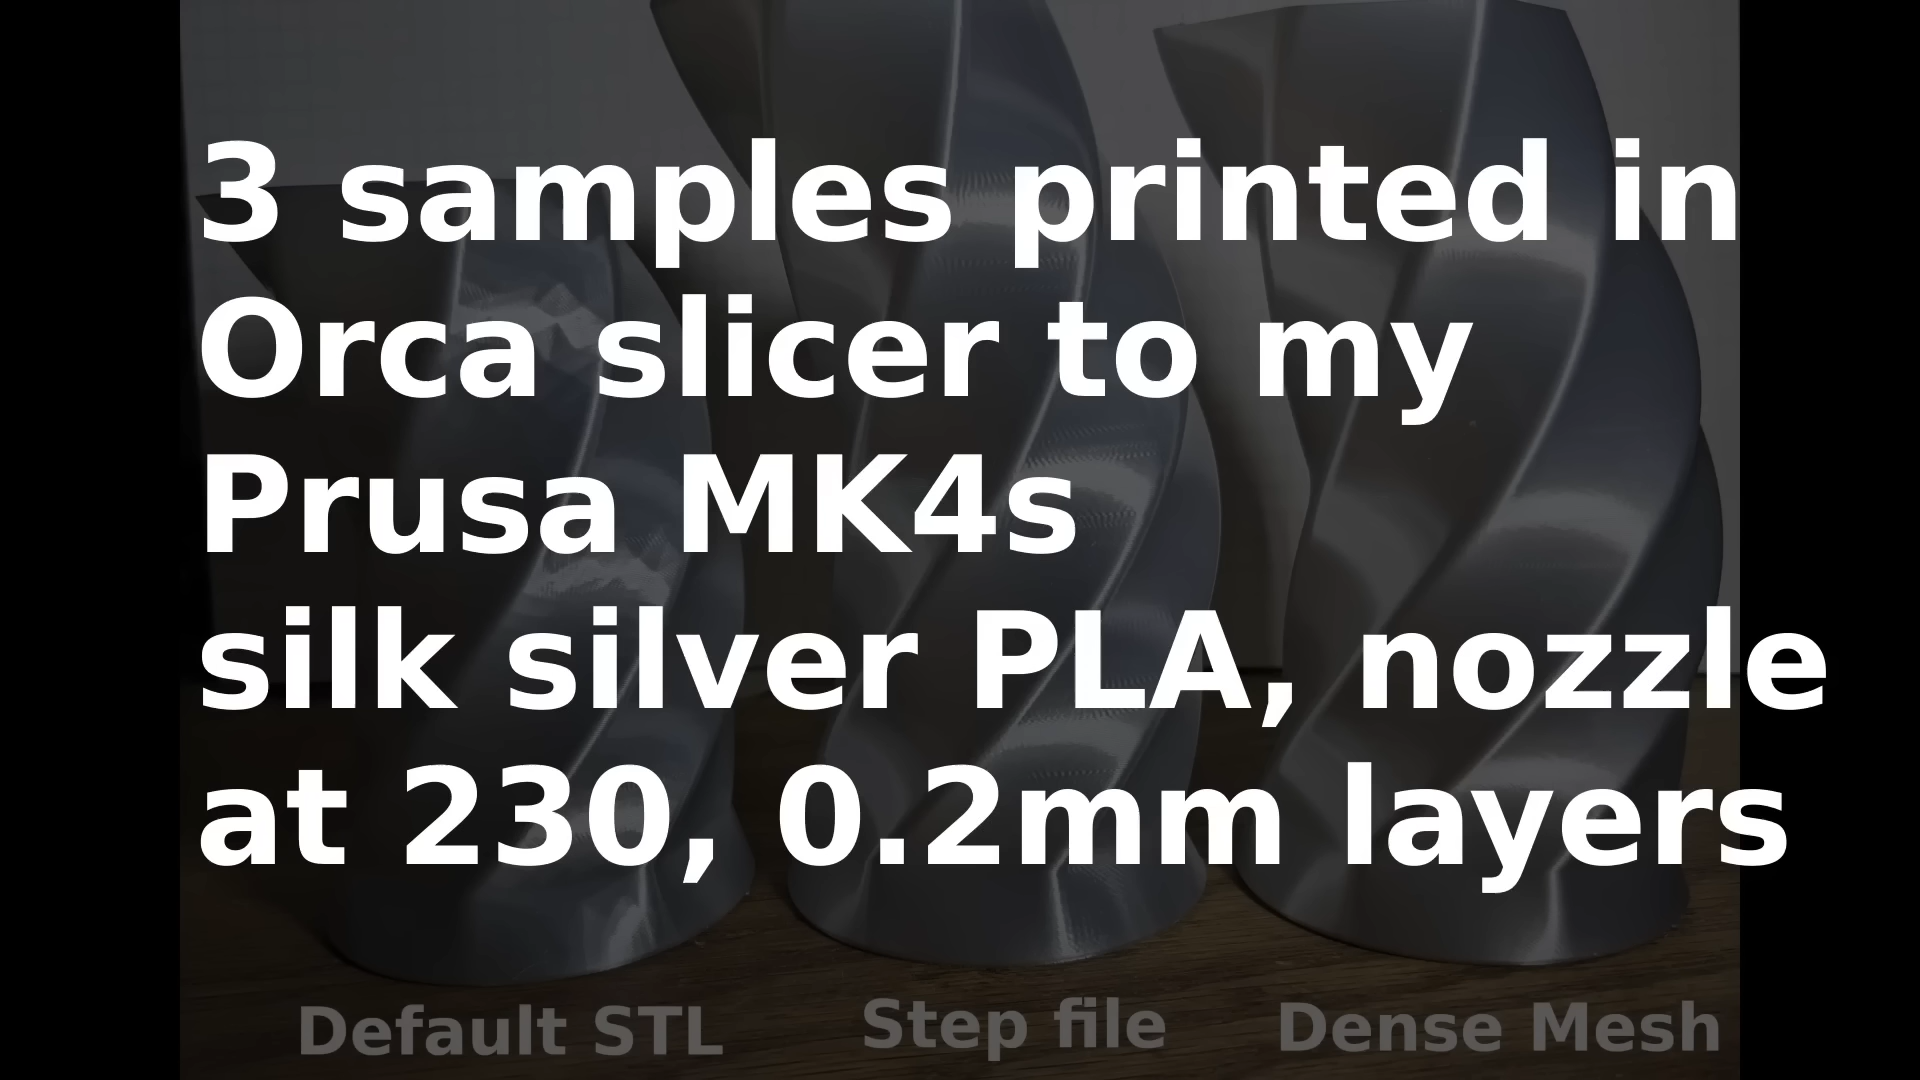 3 samples printed in
Orca slicer to my
Prusa MK4s
silk silver PLA, nozzle
at 230, 0.2mm layers
Default STL
Step file
Dense Mesh